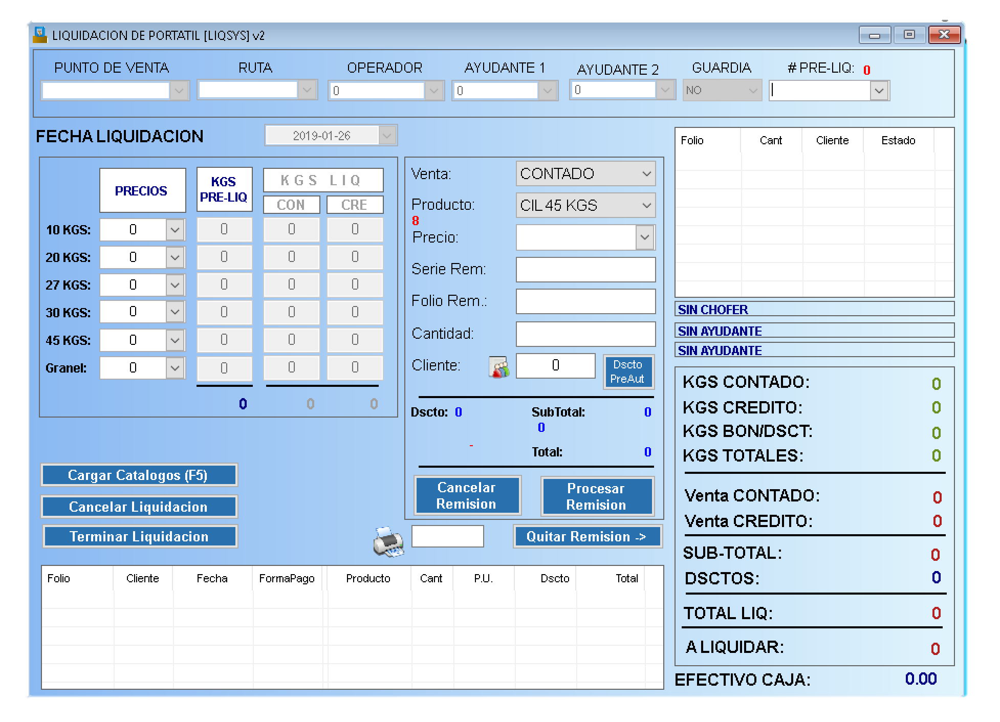 LIQUIDACION DE PORTATIL [LIQSYS] v2
PUNTO DE VENTA RUTA OPERADOR AYUDANTE 1 AYUDANTE 2 GUARDIA # PRE-LIQ: 0
0 0 0 NO
FECHA LIQUIDACION 2019-01-26
PRECIOS KGS PRE-LIQ KGS LIQ
CON CRE
10 KGS: 0 0 0 0
20 KGS: 0 0 0 0
27 KGS: 0 0 0 0
30 KGS: 0 0 0 0
45 KGS: 0 0 0 0
Granel: 0 0 0 0
0 0 0
Cargar Catalogos (F5)
Cancelar Liquidacion
Terminar Liquidacion
Venta: CONTADO
Producto: CIL 45 KGS
8
Precio:
Serie Rem:
Folio Rem.:
Cantidad:
Cliente: 0 Dscto PreAut
Dscto: 0 SubTotal: 0
0
- Total: 0
Cancelar Remision
Procesar Remision
Quitar Remision ->
Folio Cliente Fecha FormaPago Producto Cant P.U. Dscto Total
Folio Cant Cliente Estado
SIN CHOFER
SIN AYUDANTE
SIN AYUDANTE
KGS CONTADO: 0
KGS CREDITO: 0
KGS BON/DSCT: 0
KGS TOTALES: 0
Venta CONTADO: 0
Venta CREDITO: 0
SUB-TOTAL: 0
DSCTOS: 0
TOTAL LIQ: 0
A LIQUIDAR: 0
EFECTIVO CAJA: 0.00